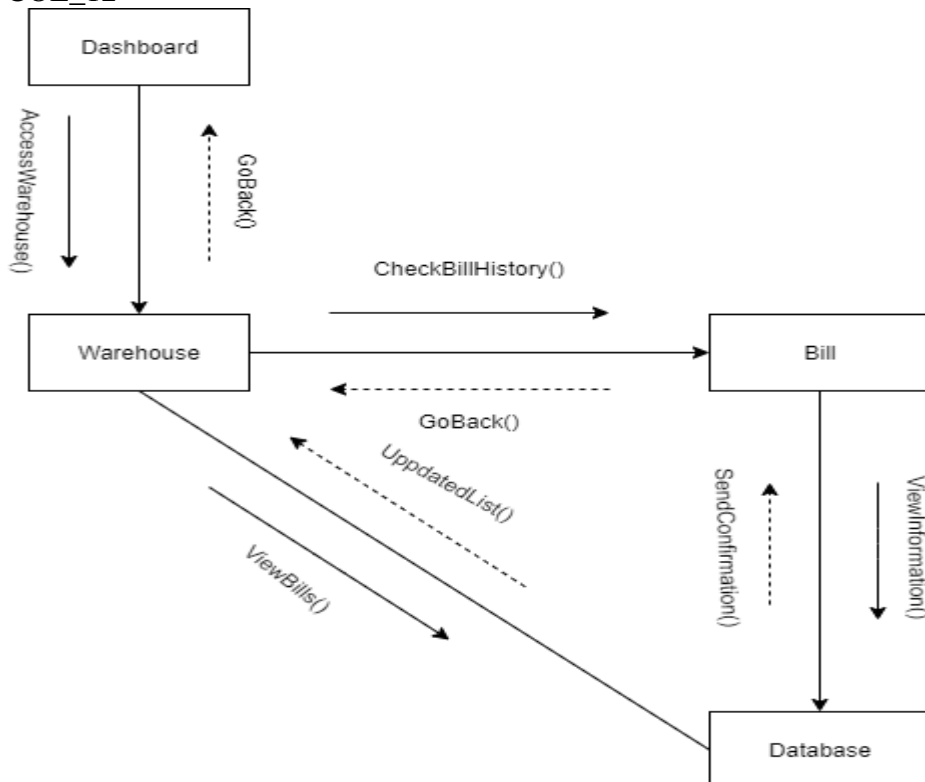 Dashboard
AccessWarehouse()
GoBack()
CheckBillHistory()
Warehouse
Bill
GoBack()
UppdatedList()
ViewBills()
SendConfirmation()
ViewInformation()
Database